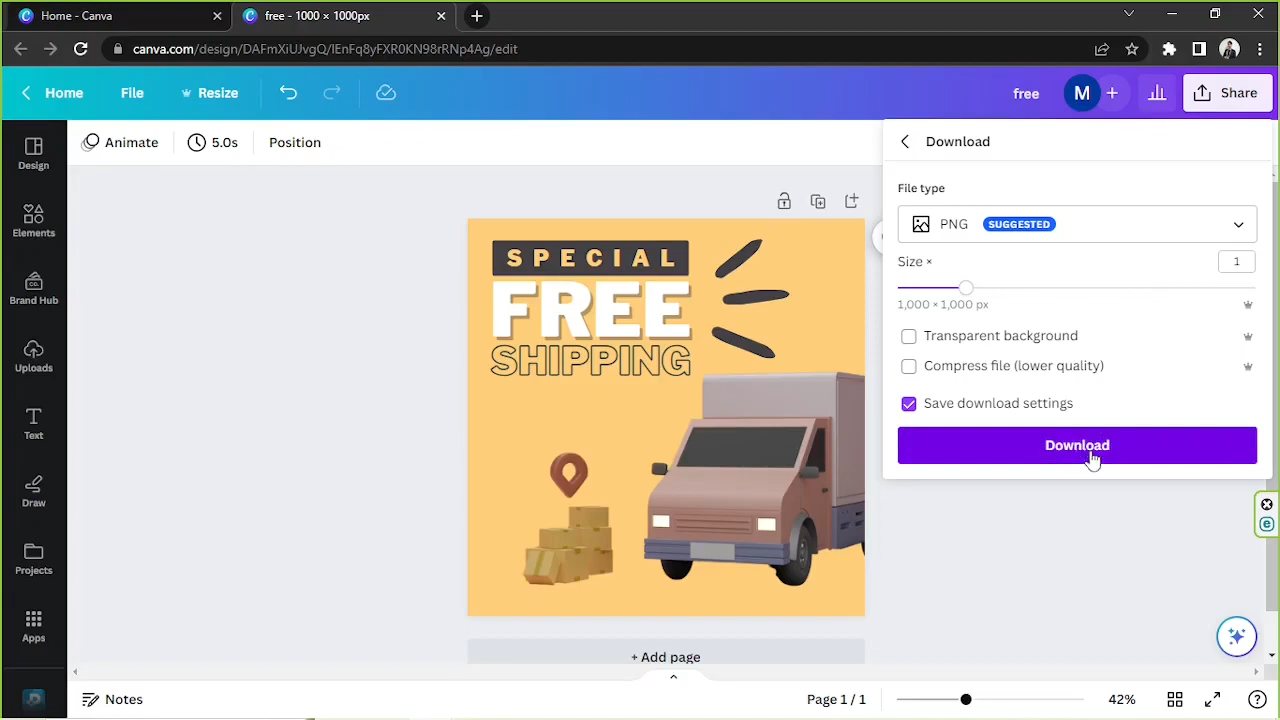 Home - Canva
free - 1000 × 1000px
canva.com/design/DAFmXiUJvgQ/lEnFq8yFXR0KN98rRNp4Ag/edit
Home
File
Resize
free
M
Share
Design
Elements
Brand Hub
Uploads
Text
Draw
Projects
Apps
Animate
5.0s
Position
SPECIAL
FREE
SHIPPING
+ Add page
Download
File type
PNG SUGGESTED
Size ×
1
1,000 × 1,000 px
Transparent background
Compress file (lower quality)
Save download settings
Download
Notes
Page 1 / 1
42%